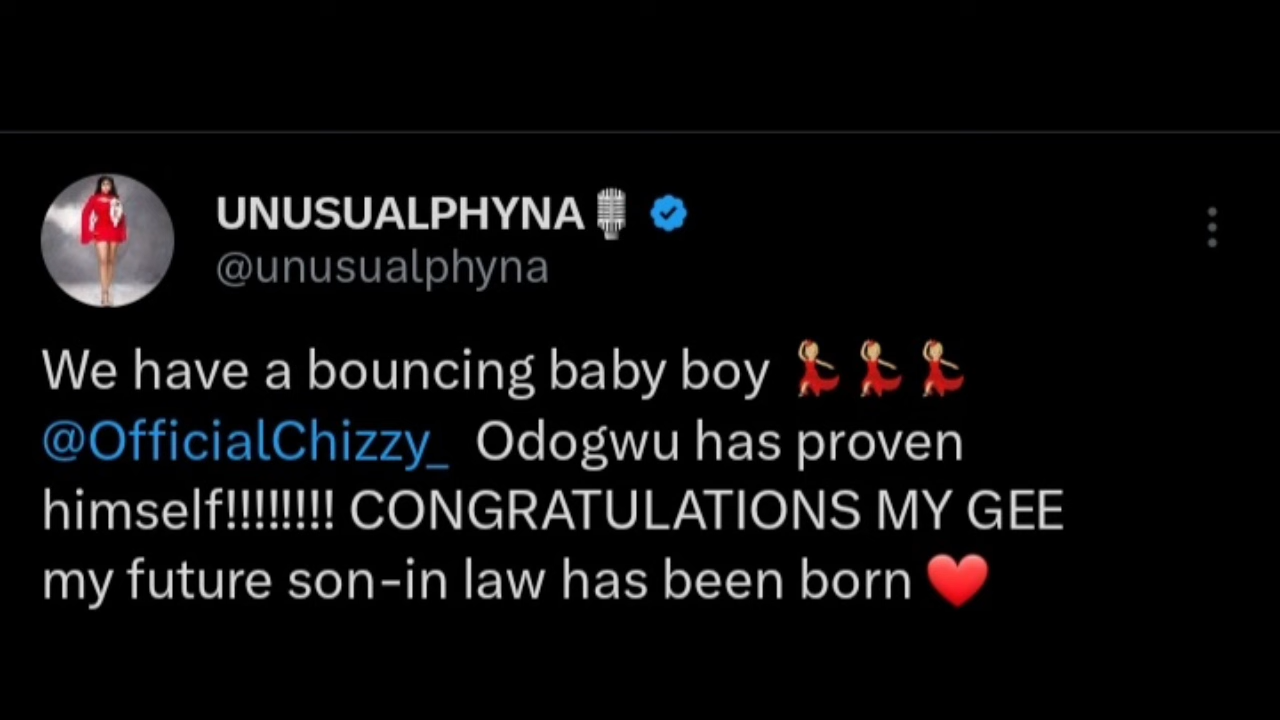 UNUSUALPHYNA🎙️
@unusualphyna
We have a bouncing baby boy 💃💃💃
@OfficialChizzy_ Odogwu has proven
himself!!!!!!!! CONGRATULATIONS MY GEE
my future son-in law has been born ❤️